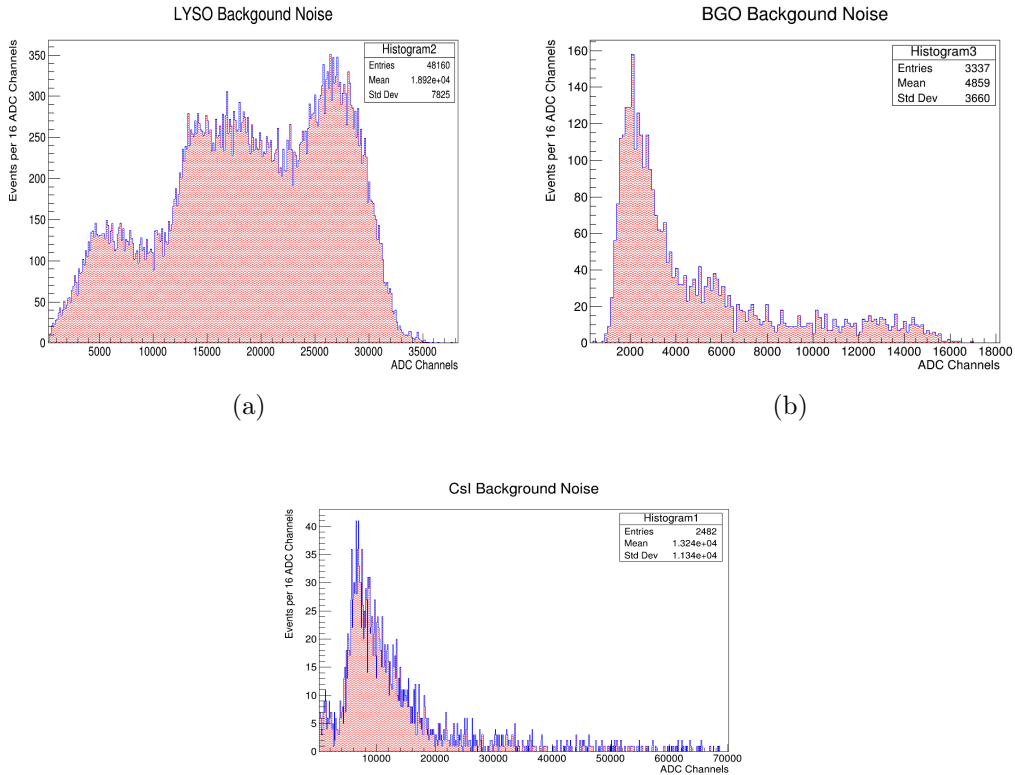 LYSO Backgound Noise
Events per 16 ADC Channels
Histogram2
Entries 48160
Mean 1.892e+04
Std Dev 7825
350
300
250
200
150
100
50
0
5000 10000 15000 20000 25000 30000 35000
ADC Channels
(a)
BGO Backgound Noise
Events per 16 ADC Channels
Histogram3
Entries 3337
Mean 4859
Std Dev 3660
160
140
120
100
80
60
40
20
0
2000 4000 6000 8000 10000 12000 14000 16000 18000
ADC Channels
(b)
CsI Background Noise
Events per 16 ADC Channels
Histogram1
Entries 2482
Mean 1.324e+04
Std Dev 1.134e+04
40
35
30
25
20
15
10
5
0
10000 20000 30000 40000 50000 60000 70000
ADC Channels